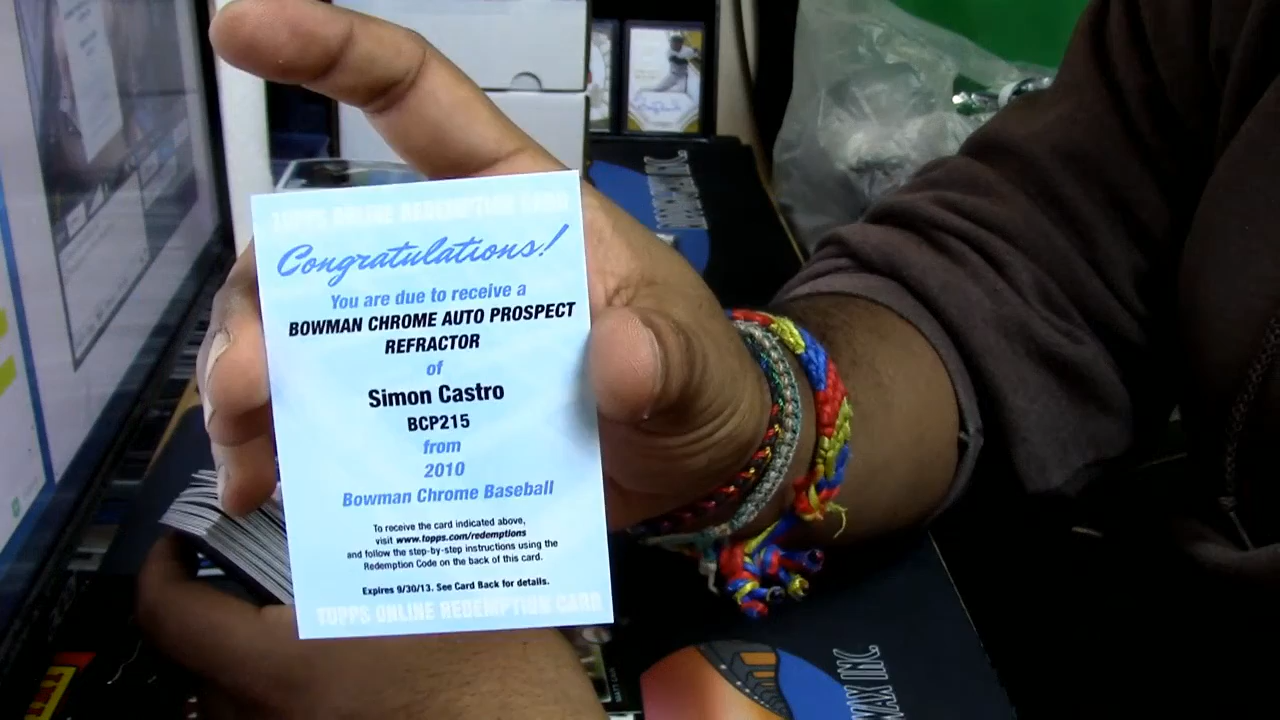 TOPPS ONLINE REDEMPTION CARD
Congratulations!
You are due to receive a
BOWMAN CHROME AUTO PROSPECT
REFRACTOR
of
Simon Castro
BCP215
from
2010
Bowman Chrome Baseball
To receive the card indicated above,
visit www.topps.com/redemptions
and follow the step-by-step instructions using the
Redemption Code on the back of this card.
Expires 9/30/13. See Card Back for details.
TOPPS ONLINE REDEMPTION CARD
WAX INC.